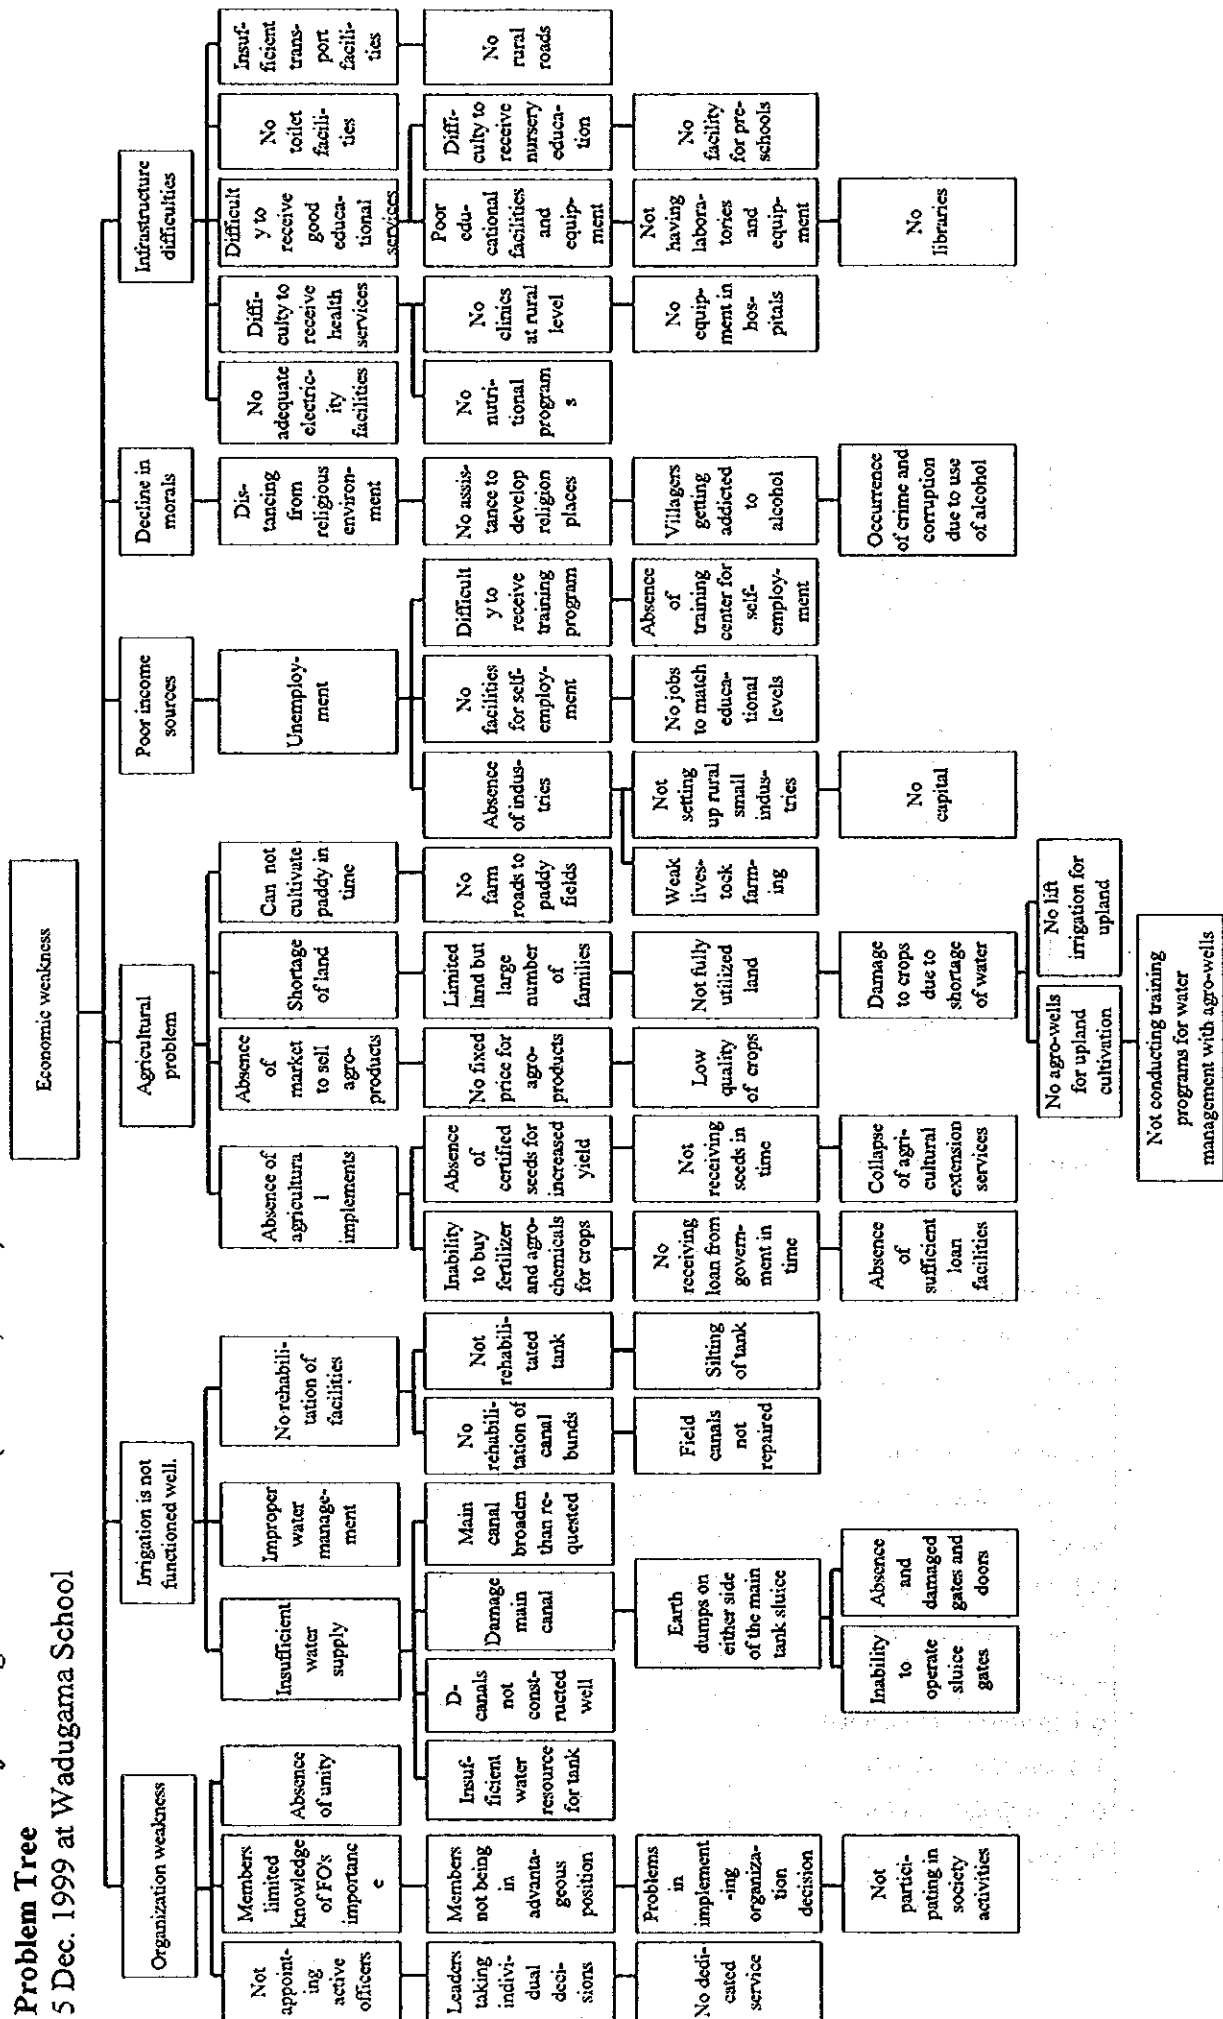 Problem Tree
5 Dec. 1999 at Wadugama School
Economic weakness
Organization weakness
Irrigation is not
functioned well.
Agricultural
problem
Poor income
sources
Decline in
morals
Infrastructure
difficulties
Not
appoint-
ing
active
officers
Members
limited
knowledge
of FO's
importanc
e
Absence
of unity
Insufficient
water
supply
Improper
water
manage-
ment
No rehabili-
tation of
facilities
Absence of
agricultura
l
implements
Absence
of
market
to sell
agro-
products
Shortage
of land
Can not
cultivate
paddy in
time
Unemploy-
ment
Dis-
tancing
from
religious
environ-
ment
No
adequate
electric-
ity
facilities
Diffi-
culty to
receive
health
services
Difficult
y to
receive
good
educa-
tional
services
No
toilet
facili-
ties
Insuf-
ficient
trans-
port
facili-
ties
Leaders
taking
indivi-
dual
deci-
sions
Members
not being
in
advanta-
geous
position
Insuf-
ficient
water
resource
for tank
D-
canals
not
const-
ructed
well
Damage
main
canal
Main
canal
broaden
than re-
quested
No
rehabili-
tation of
canal
bunds
Not
rehabili-
tated
tank
Inability
to buy
fertilizer
and agro-
chemicals
for crops
Absence
of
certified
seeds for
increased
yield
No fixed
price for
agro-
products
Limited
land but
large
number
of
families
No
farm
roads to
paddy
fields
Absence
of indus-
tries
No
facilities
for self-
employ-
ment
Difficult
y to
receive
training
program
No assis-
tance to
develop
religion
places
No
nutri-
tional
program
s
No
clinics
at rural
level
Poor
edu-
cational
facilities
and
equip-
ment
Diffi-
culty to
receive
nursery
educa-
tion
No
rural
roads
No dedi-
cated
service
Problems
in
implement
-ing
organiza-
tion
decision
Earth
dumps on
either side
of the main
tank sluice
Field
canals
not
repaired
Silting
of tank
No
receiving
loan from
govern-
ment in
time
Not
receiving
seeds in
time
Low
quality
of crops
Not fully
utilized
land
Weak
lives-
tock
farm-
ing
Not
setting
up rural
small
indus-
tries
No jobs
to match
educa-
tional
levels
Absence
of
training
center for
self-
employ-
ment
Villagers
getting
addicted
to
alcohol
No
equip-
ment in
hos-
pitals
Not
having
labora-
tories
and
equip-
ment
No
facility
for pre-
schools
Not
partici-
pating in
society
activities
Inability
to
operate
sluice
gates
Absence
and
damaged
gates and
doors
Absence
of
sufficient
loan
facilities
Collapse
of agri-
cultural
extension
services
Damage
to crops
due to
shortage
of water
No
capital
Occurrence
of crime and
corruption
due to use
of alcohol
No
libraries
No agro-wells
for upland
cultivation
No lift
irrigation for
upland
Not conducting training
programs for water
management with agro-wells